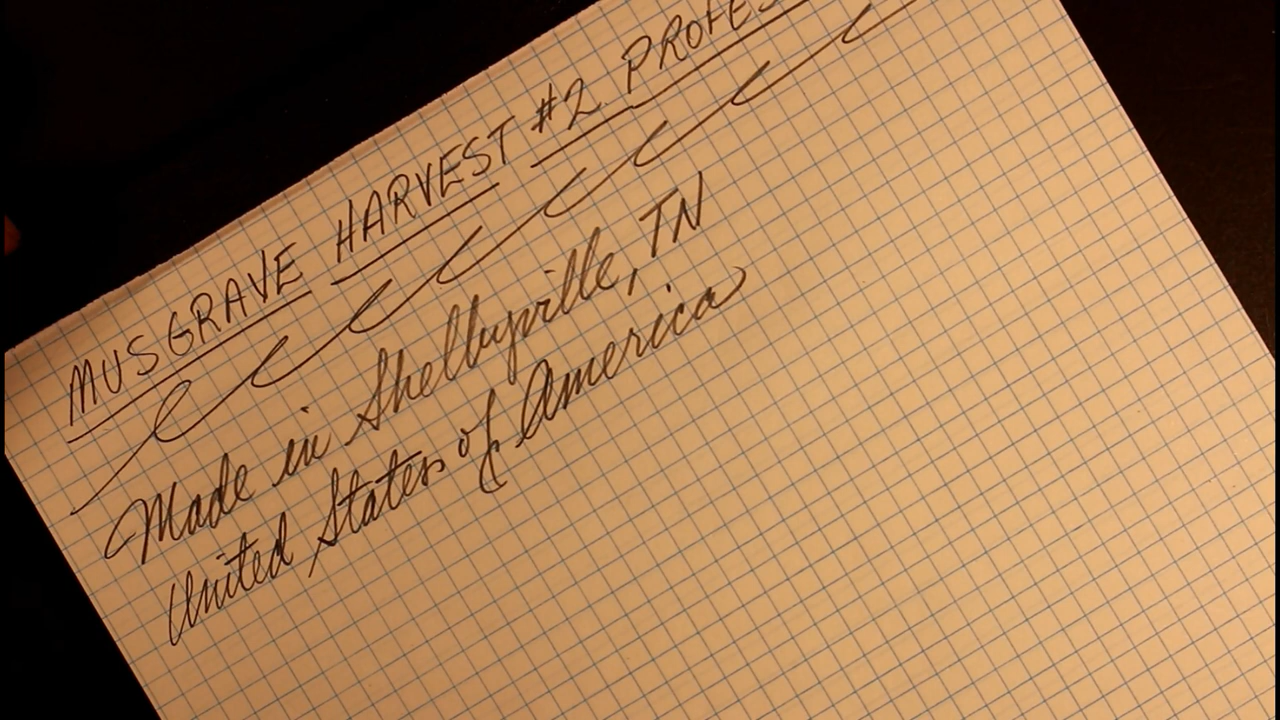 MUSGRAVE HARVEST #2 PROFES
Made in Shelbyville, TN
United States of America